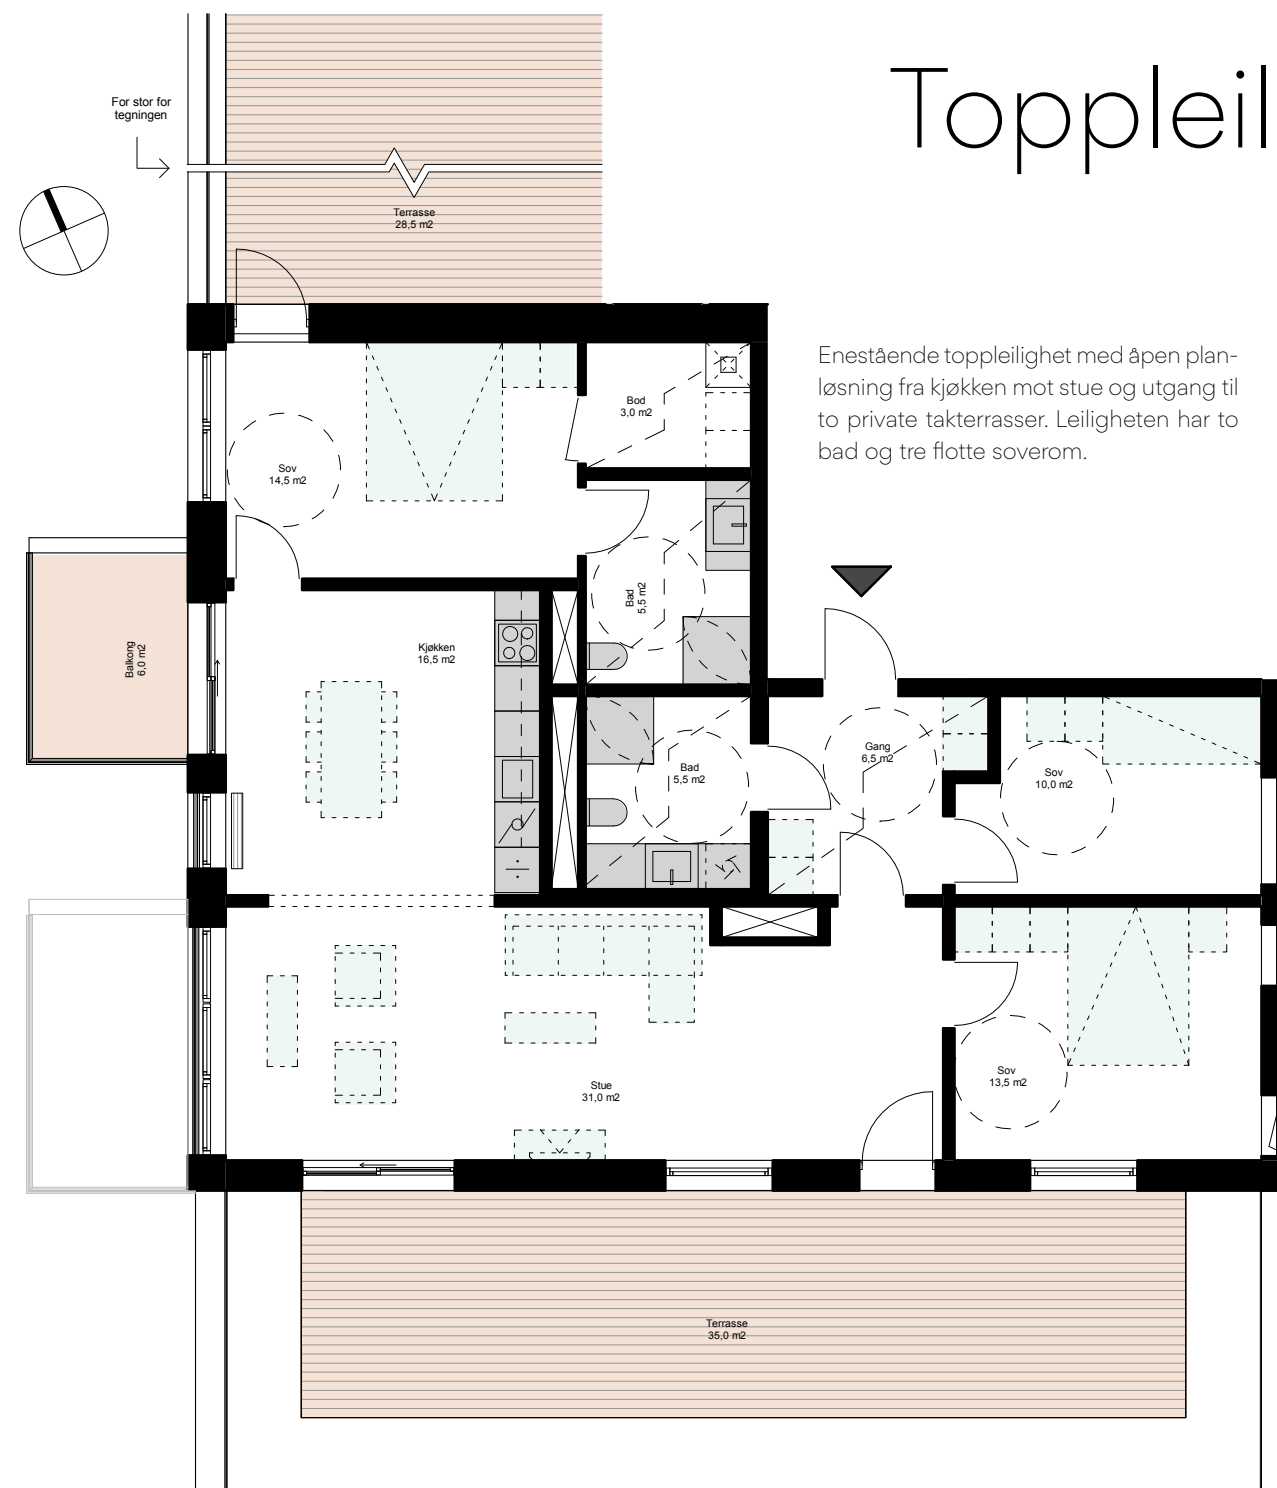 Toppleil
For stor for
tegningen
Terrasse
28,5 m2
Enestående toppleilighet med åpen plan-
løsning fra kjøkken mot stue og utgang til
to private takterrasser. Leiligheten har to
bad og tre flotte soverom.
Bod
3,0 m2
Sov
14,5 m2
Bad
5,5 m2
Balkong
6,0 m2
Kjøkken
16,5 m2
Gang
6,5 m2
Bad
5,5 m2
Sov
10,0 m2
Stue
31,0 m2
Sov
13,5 m2
Terrasse
35,0 m2